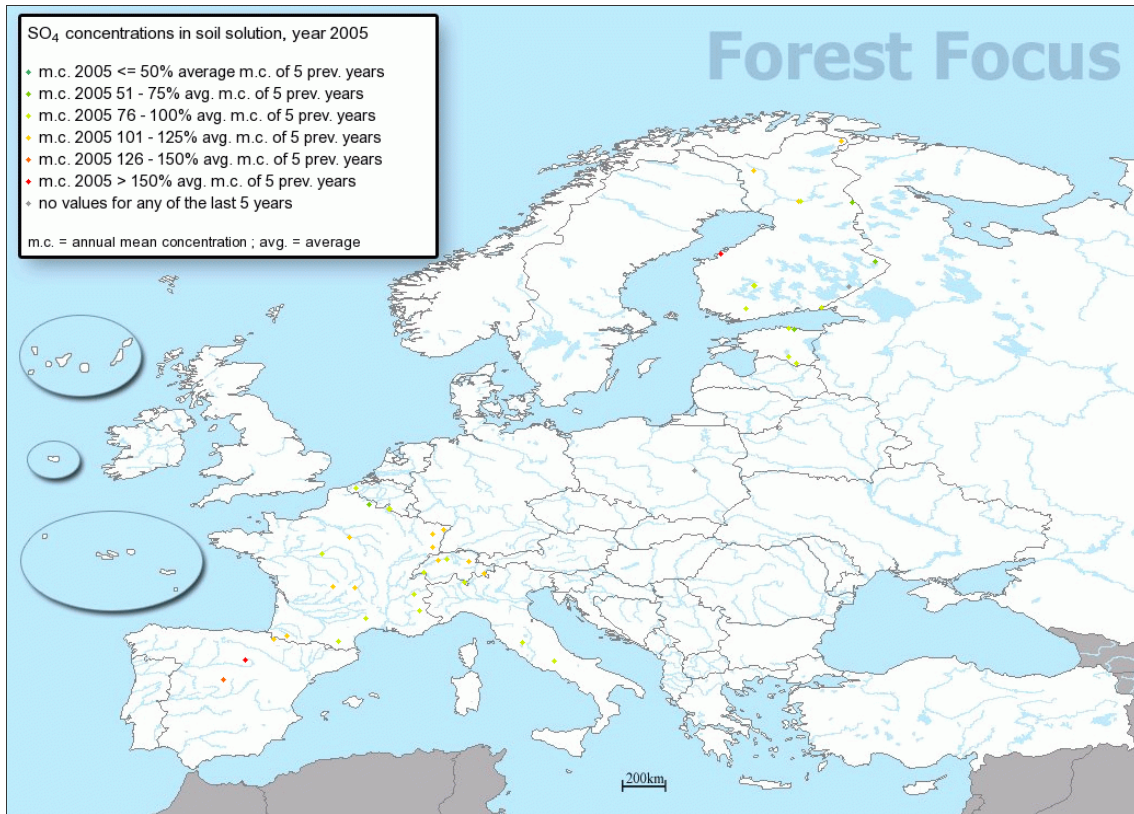 SO₄ concentrations in soil solution, year 2005
m.c. 2005 <= 50% average m.c. of 5 prev. years
m.c. 2005 51 - 75% avg. m.c. of 5 prev. years
m.c. 2005 76 - 100% avg. m.c. of 5 prev. years
m.c. 2005 101 - 125% avg. m.c. of 5 prev. years
m.c. 2005 126 - 150% avg. m.c. of 5 prev. years
m.c. 2005 > 150% avg. m.c. of 5 prev. years
no values for any of the last 5 years
m.c. = annual mean concentration ; avg. = average
Forest Focus
200km